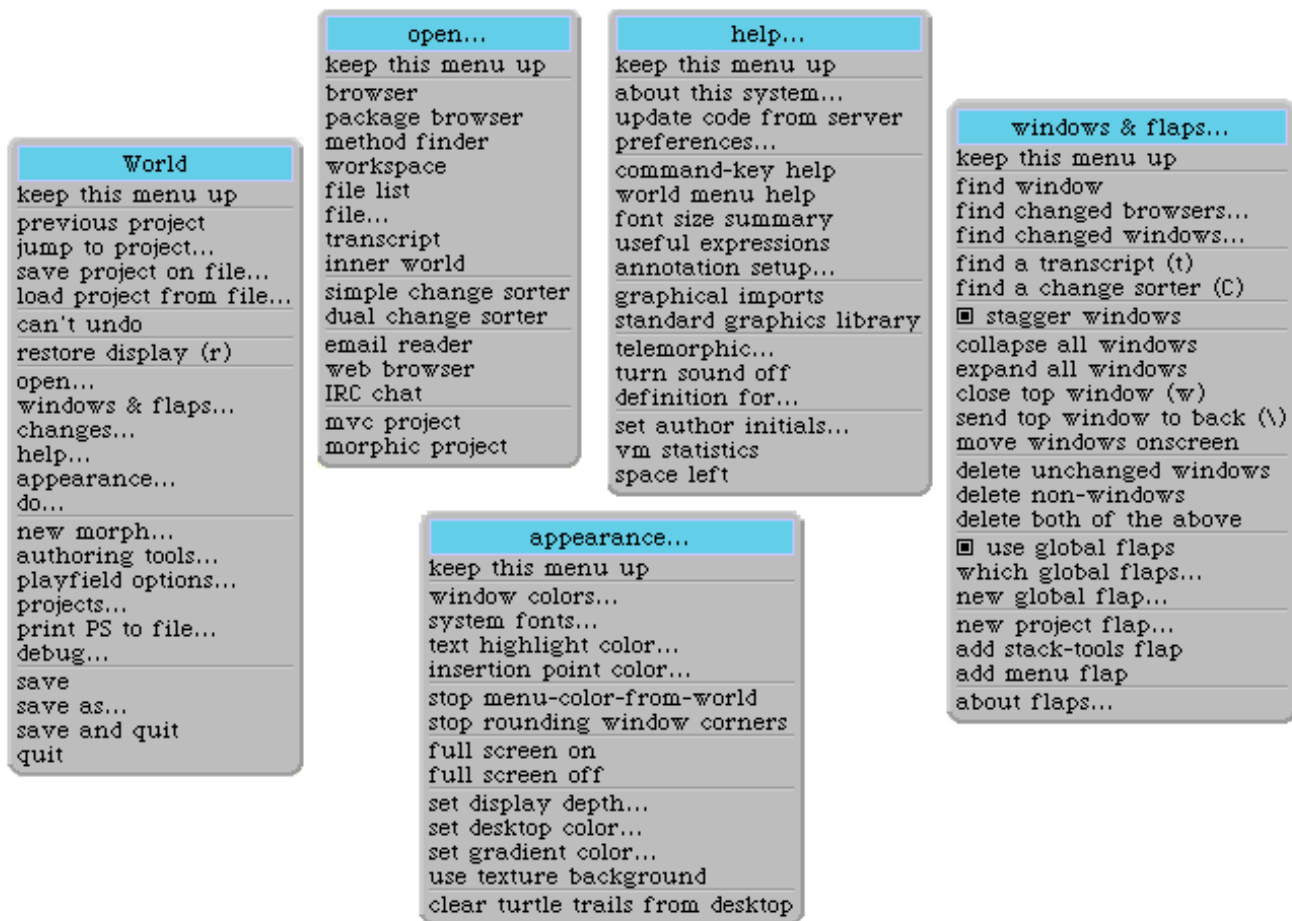 World
keep this menu up
previous project
jump to project...
save project on file...
load project from file...
can't undo
restore display (r)
open...
windows & flaps...
changes...
help...
appearance...
do...
new morph...
authoring tools...
playfield options...
projects...
print PS to file...
debug...
save
save as...
save and quit
quit
open...
keep this menu up
browser
package browser
method finder
workspace
file list
file...
transcript
inner world
simple change sorter
dual change sorter
email reader
web browser
IRC chat
mvc project
morphic project
help...
keep this menu up
about this system...
update code from server
preferences...
command-key help
world menu help
font size summary
useful expressions
annotation setup...
graphical imports
standard graphics library
telemorphic...
turn sound off
definition for...
set author initials...
vm statistics
space left
appearance...
keep this menu up
window colors...
system fonts...
text highlight color...
insertion point color...
stop menu-color-from-world
stop rounding window corners
full screen on
full screen off
set display depth...
set desktop color...
set gradient color...
use texture background
clear turtle trails from desktop
windows & flaps...
keep this menu up
find window
find changed browsers...
find changed windows...
find a transcript (t)
find a change sorter (C)
stagger windows
collapse all windows
expand all windows
close top window (w)
send top window to back (\)
move windows onscreen
delete unchanged windows
delete non-windows
delete both of the above
use global flaps
which global flaps...
new global flap...
new project flap...
add stack-tools flap
add menu flap
about flaps...